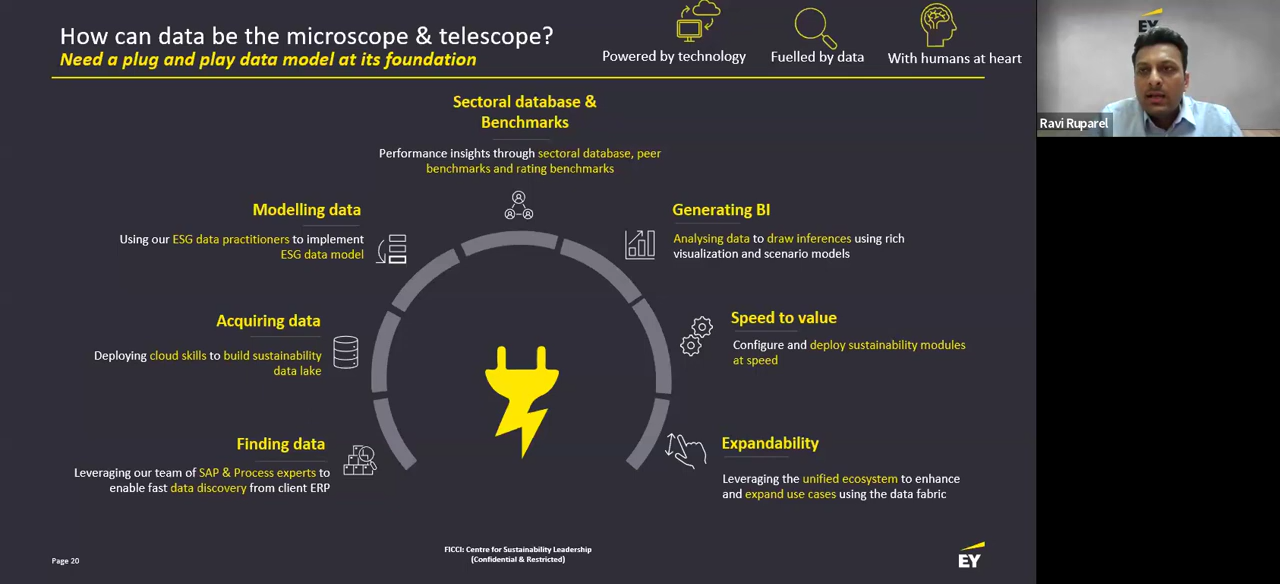 How can data be the microscope & telescope?
Need a plug and play data model at its foundation
Powered by technology
Fuelled by data
With humans at heart
EY
Ravi Ruparel
Sectoral database &
Benchmarks
Performance insights through sectoral database, peer
benchmarks and rating benchmarks
Modelling data
Using our ESG data practitioners to implement
ESG data model
Generating BI
Analysing data to draw inferences using rich
visualization and scenario models
Acquiring data
Deploying cloud skills to build sustainability
data lake
Speed to value
Configure and deploy sustainability modules
at speed
Finding data
Leveraging our team of SAP & Process experts to
enable fast data discovery from client ERP
Expandability
Leveraging the unified ecosystem to enhance
and expand use cases using the data fabric
Page 20
FICCI: Centre for Sustainability Leadership
(Confidential & Restricted)
EY